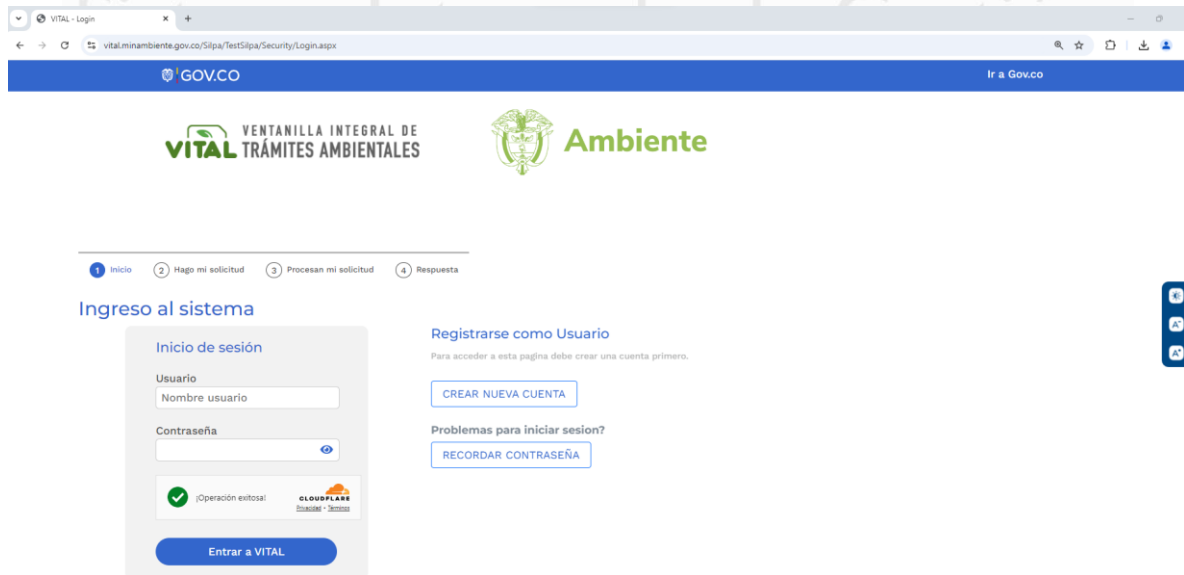 VITAL - Login
vital.minambiente.gov.co/Silpa/TestSilpa/Security/Login.aspx
GOV.CO
Ir a Gov.co
VITAL
VENTANILLA INTEGRAL DE
TRÁMITES AMBIENTALES
Ambiente
1 Inicio 2 Hago mi solicitud 3 Procesan mi solicitud 4 Respuesta
Ingreso al sistema
Inicio de sesión
Usuario
Nombre usuario
Contraseña
¡Operación exitosa!
CLOUDFLARE
Privacidad • Términos
Entrar a VITAL
Registrarse como Usuario
Para acceder a esta pagina debe crear una cuenta primero.
CREAR NUEVA CUENTA
Problemas para iniciar sesion?
RECORDAR CONTRASEÑA